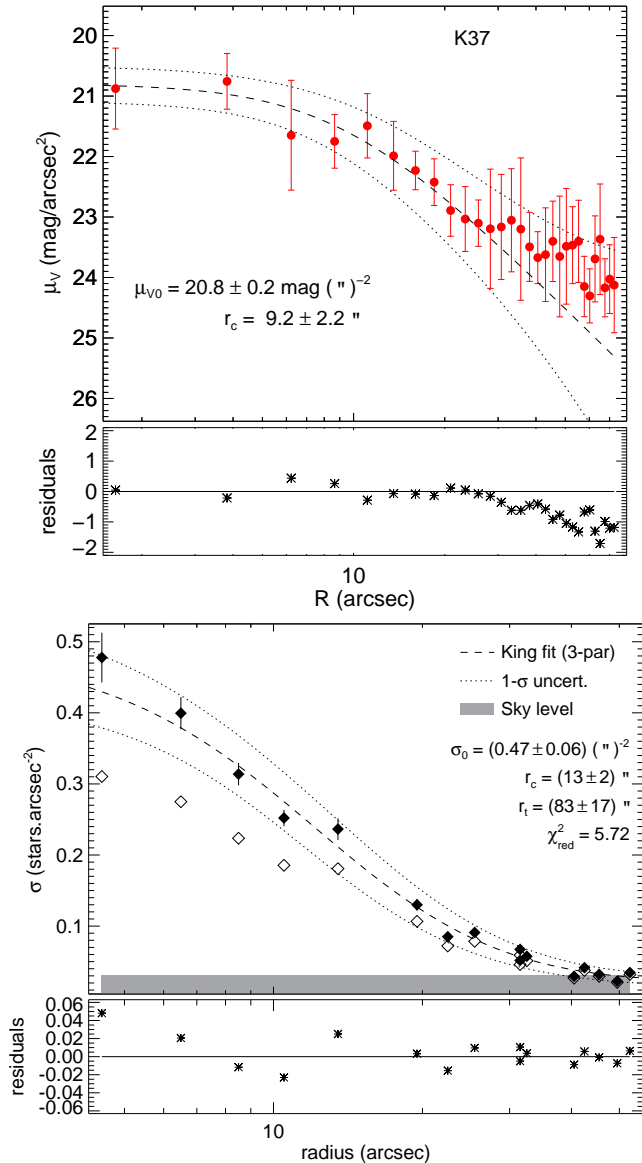 K37
20
21
22
23
24
25
26
μV (mag/arcsec2)
μV0 = 20.8 ± 0.2 mag (")−2
rc = 9.2 ± 2.2 "
2
1
0
-1
-2
residuals
10
R (arcsec)
0.5
0.4
0.3
0.2
0.1
σ (stars.arcsec-2)
King fit (3-par)
1-σ uncert.
Sky level
σ0 = (0.47 ± 0.06) (")−2
rc = (13 ± 2) "
rt = (83 ± 17) "
χ2red = 5.72
0.06
0.04
0.02
0.00
-0.02
-0.04
-0.06
residuals
10
radius (arcsec)